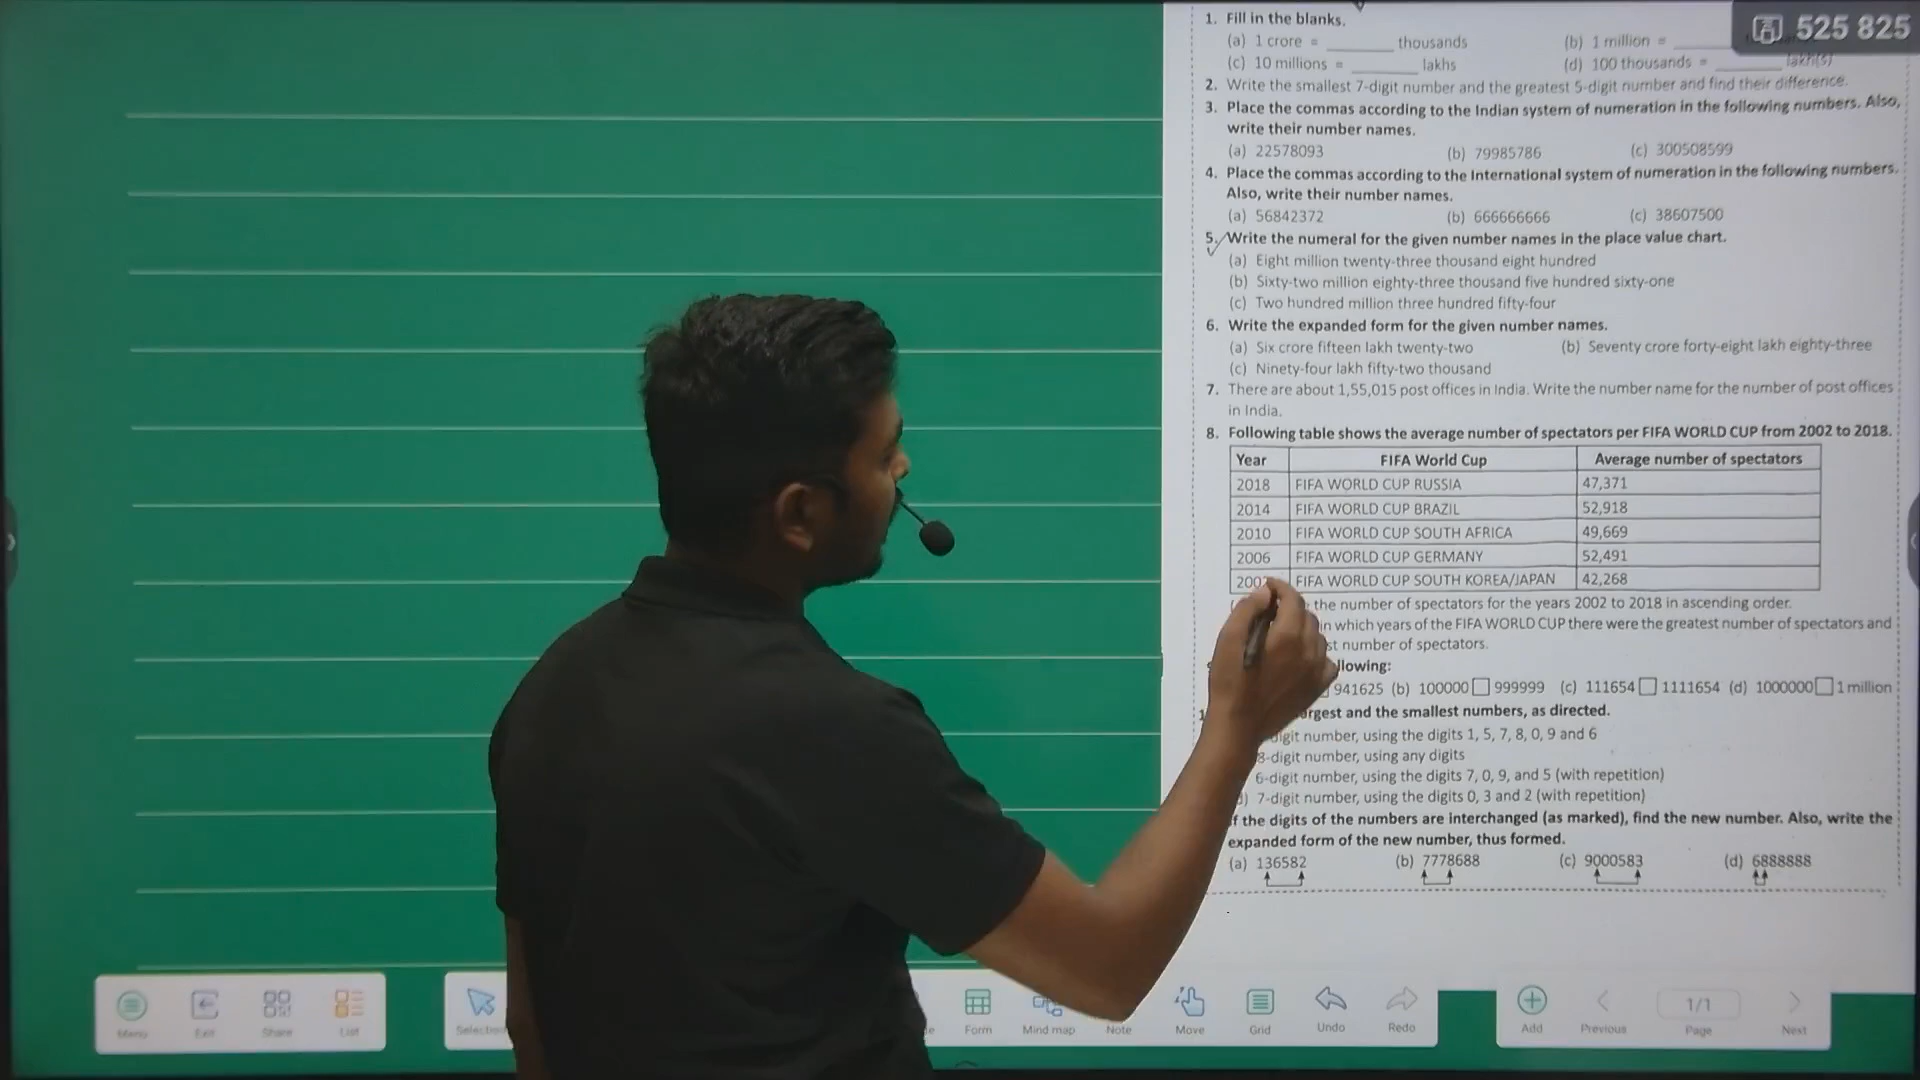 525 825
1. Fill in the blanks.
(a) 1 crore = ________ thousands (b) 1 million = ________
(c) 10 millions = ________ lakhs (d) 100 thousands = ________ lakh(s)
2. Write the smallest 7-digit number and the greatest 5-digit number and find their difference.
3. Place the commas according to the Indian system of numeration in the following numbers. Also,
write their number names.
(a) 22578093 (b) 79985786 (c) 300508599
4. Place the commas according to the International system of numeration in the following numbers.
Also, write their number names.
(a) 56842372 (b) 666666666 (c) 38607500
5. Write the numeral for the given number names in the place value chart.
(a) Eight million twenty-three thousand eight hundred
(b) Sixty-two million eighty-three thousand five hundred sixty-one
(c) Two hundred million three hundred fifty-four
6. Write the expanded form for the given number names.
(a) Six crore fifteen lakh twenty-two (b) Seventy crore forty-eight lakh eighty-three
(c) Ninety-four lakh fifty-two thousand
7. There are about 1,55,015 post offices in India. Write the number name for the number of post offices
in India.
8. Following table shows the average number of spectators per FIFA WORLD CUP from 2002 to 2018.
Year FIFA World Cup Average number of spectators
2018 FIFA WORLD CUP RUSSIA 47,371
2014 FIFA WORLD CUP BRAZIL 52,918
2010 FIFA WORLD CUP SOUTH AFRICA 49,669
2006 FIFA WORLD CUP GERMANY 52,491
2002 FIFA WORLD CUP SOUTH KOREA/JAPAN 42,268
the number of spectators for the years 2002 to 2018 in ascending order.
in which years of the FIFA WORLD CUP there were the greatest number of spectators and
st number of spectators.
llowing:
941625 (b) 100000 □ 999999 (c) 111654 □ 1111654 (d) 1000000 □ 1 million
argest and the smallest numbers, as directed.
digit number, using the digits 1, 5, 7, 8, 0, 9 and 6
8-digit number, using any digits
6-digit number, using the digits 7, 0, 9, and 5 (with repetition)
) 7-digit number, using the digits 0, 3 and 2 (with repetition)
f the digits of the numbers are interchanged (as marked), find the new number. Also, write the
expanded form of the new number, thus formed.
(a) 136582 (b) 7778688 (c) 9000583 (d) 6888888
Menu Exit Share List Selection Form Mind map Note Move Grid Undo Redo Add Previous 1/1 Page Next